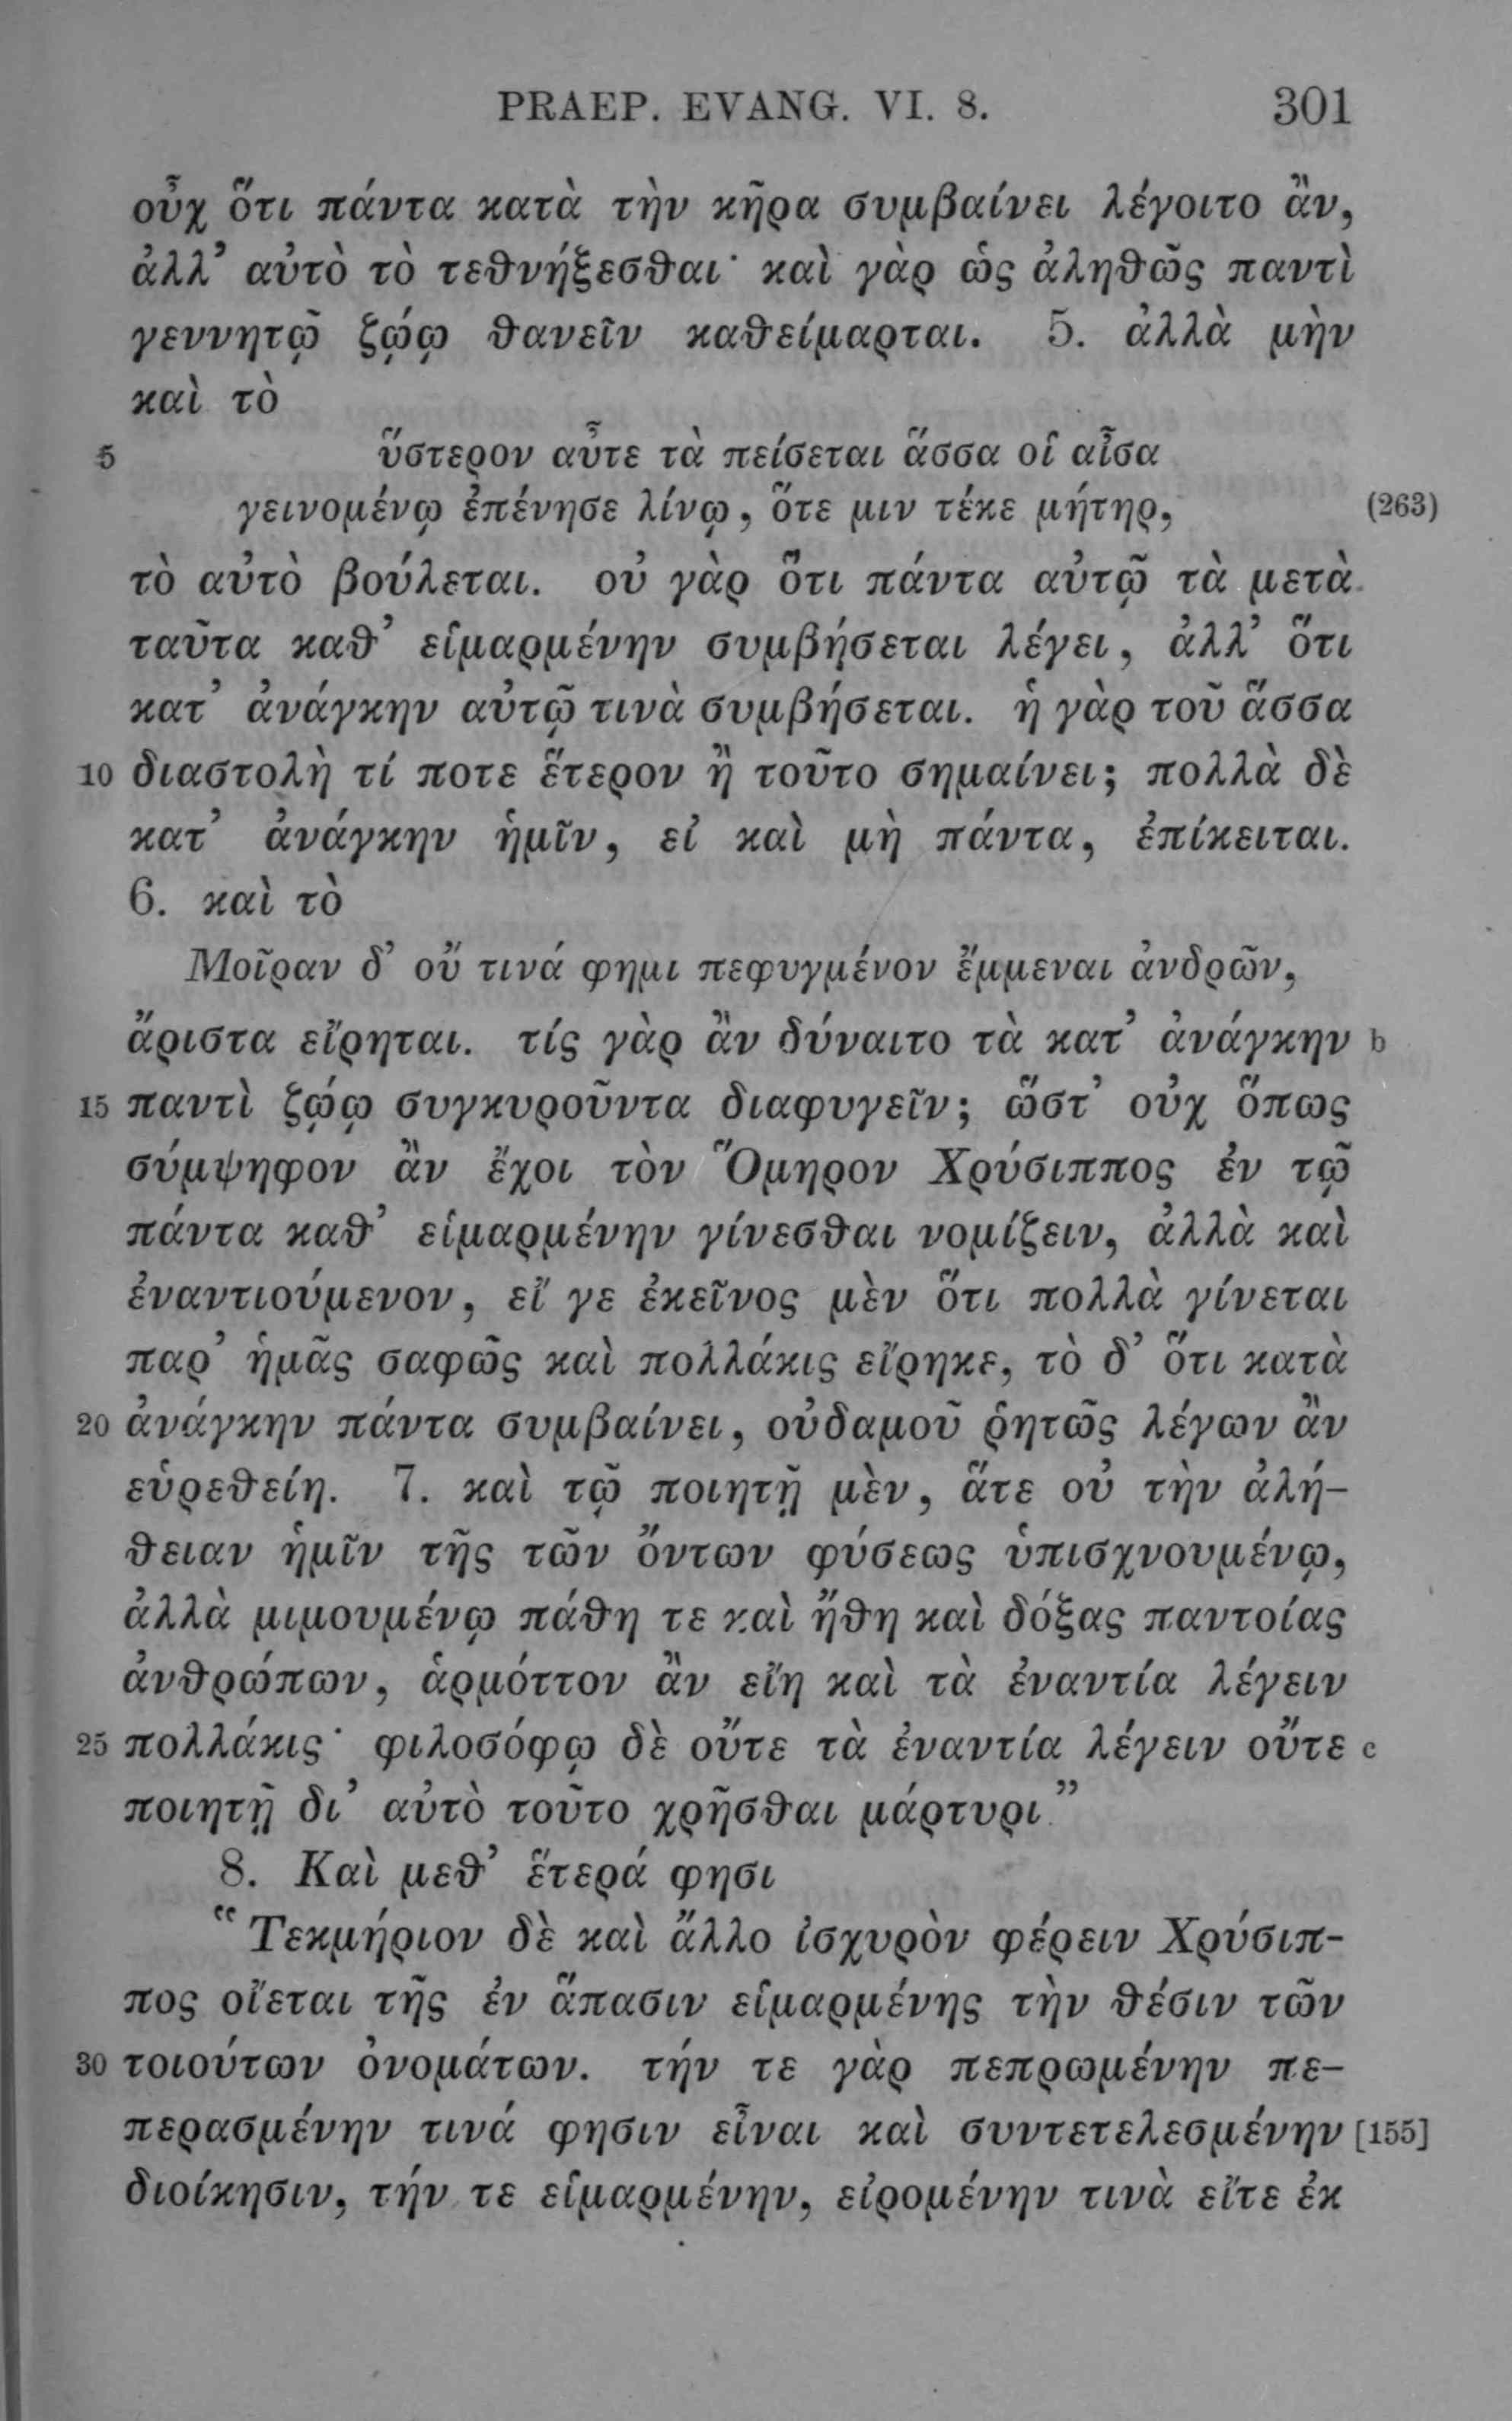 PRAEP. EVANG. VI. 8. 301
οὖχ ὅτι πάντα κατὰ τὴν κῆρα συμβαίνει λέγοιτο ἂν,
ἀλλ’ αὐτὸ τὸ τεθνήξεσθαι· καὶ γὰρ ὡς ἀληθῶς παντὶ
γεννητῷ ζῴῳ θανεῖν καθείμαρται. 5. ἀλλὰ μὴν
καὶ τὸ
5 ὕστερον αὖτε τὰ πείσεται ἅσσα οἱ αἶσα
γεινομένῳ ἐπένησε λίνῳ, ὅτε μιν τέκε μήτηρ, (263)
τὸ αὐτὸ βούλεται. οὐ γὰρ ὅτι πάντα αὐτῷ τὰ μετὰ
ταῦτα καθ’ εἱμαρμένην συμβήσεται λέγει, ἀλλ’ ὅτι
κατ’ ἀνάγκην αὐτῷ τινὰ συμβήσεται. ἡ γὰρ τοῦ ἅσσα
10 διαστολὴ τί ποτε ἕτερον ἢ τοῦτο σημαίνει; πολλὰ δὲ
κατ’ ἀνάγκην ἡμῖν, εἰ καὶ μὴ πάντα, ἐπίκειται.
6. καὶ τὸ
Μοῖραν δ’ οὔ τινά φημι πεφυγμένον ἔμμεναι ἀνδρῶν,
ἄριστα εἴρηται. τίς γὰρ ἂν δύναιτο τὰ κατ’ ἀνάγκην b
15 παντὶ ζῴῳ συγκυροῦντα διαφυγεῖν; ὥστ’ οὐχ ὅπως
σύμψηφον ἂν ἔχοι τὸν Ὅμηρον Χρύσιππος ἐν τῷ
πάντα καθ’ εἱμαρμένην γίνεσθαι νομίζειν, ἀλλὰ καὶ
ἐναντιούμενον, εἴ γε ἐκεῖνος μὲν ὅτι πολλὰ γίνεται
παρ’ ἡμᾶς σαφῶς καὶ πολλάκις εἴρηκε, τὸ δ’ ὅτι κατὰ
20 ἀνάγκην πάντα συμβαίνει, οὐδαμοῦ ῥητῶς λέγων ἂν
εὑρεθείη. 7. καὶ τῷ ποιητῇ μὲν, ἅτε οὐ τὴν ἀλή-
θειαν ἡμῖν τῆς τῶν ὄντων φύσεως ὑπισχνουμένῳ,
ἀλλὰ μιμουμένῳ πάθη τε καὶ ἤθη καὶ δόξας παντοίας
ἀνθρώπων, ἁρμόττον ἂν εἴη καὶ τὰ ἐναντία λέγειν
25 πολλάκις· φιλοσόφῳ δὲ οὔτε τὰ ἐναντία λέγειν οὔτε c
ποιητῇ δι’ αὐτὸ τοῦτο χρῆσθαι μάρτυρι.”
8. Καὶ μεθ’ ἕτερά φησι
“Τεκμήριον δὲ καὶ ἄλλο ἰσχυρὸν φέρειν Χρύσιπ-
πος οἴεται τῆς ἐν ἅπασιν εἱμαρμένης τὴν θέσιν τῶν
30 τοιούτων ὀνομάτων. τήν τε γὰρ πεπρωμένην πε-
περασμένην τινά φησιν εἶναι καὶ συντετελεσμένην [155]
διοίκησιν, τήν τε εἱμαρμένην, εἰρομένην τινὰ εἴτε ἐκ